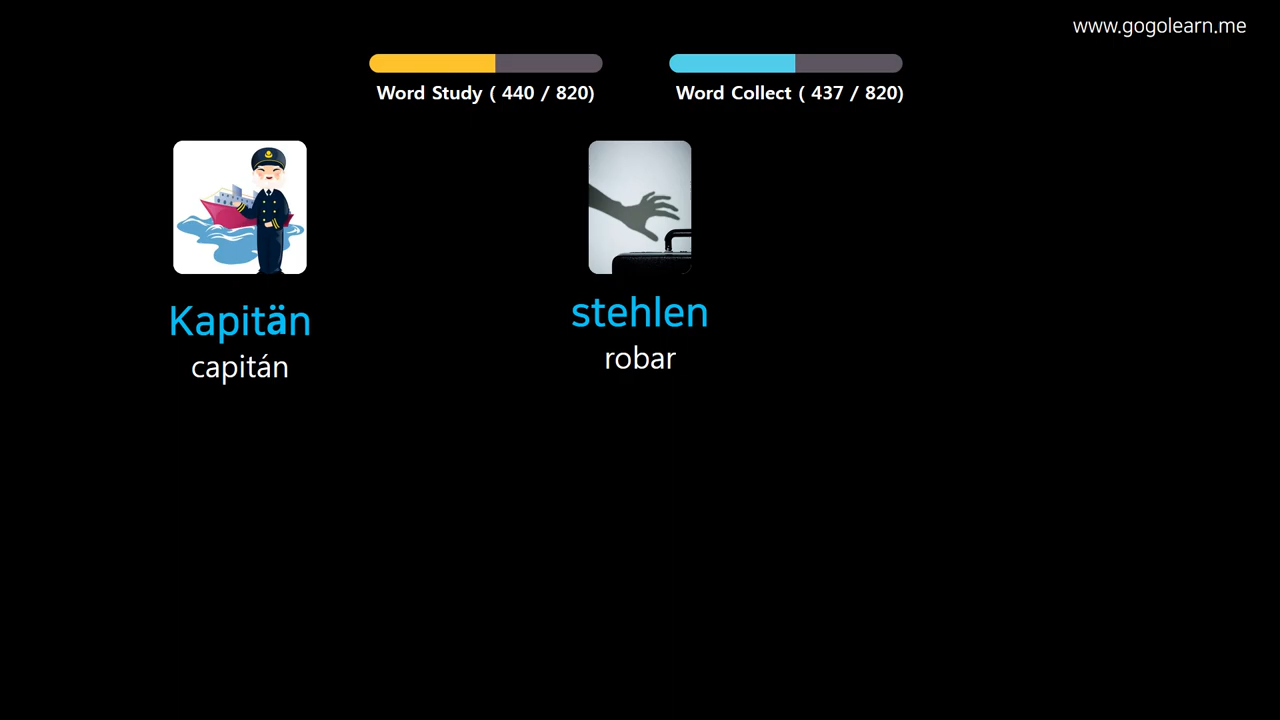 www.gogolearn.me
Word Study ( 440 / 820)
Word Collect ( 437 / 820)
Kapitän
capitán
stehlen
robar